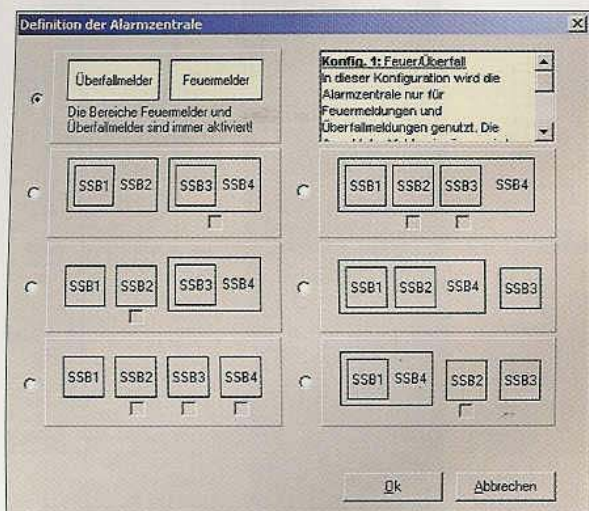 Definition der Alarmzentrale
Überfallmelder Feuermelder
Die Bereiche Feuermelder und
Überfallmelder sind immer aktiviert!
Konfig. 1: Feuer/Überfall
In dieser Konfiguration wird die
Alarmzentrale nur für
Feuermeldungen und
Überfallmeldungen genutzt. Die
SSB1 SSB2 SSB3 SSB4
SSB1 SSB2 SSB3 SSB4
SSB1 SSB2 SSB3 SSB4
SSB1 SSB2 SSB4 SSB3
SSB1 SSB2 SSB3 SSB4
SSB1 SSB4 SSB2 SSB3
Ok Abbrechen